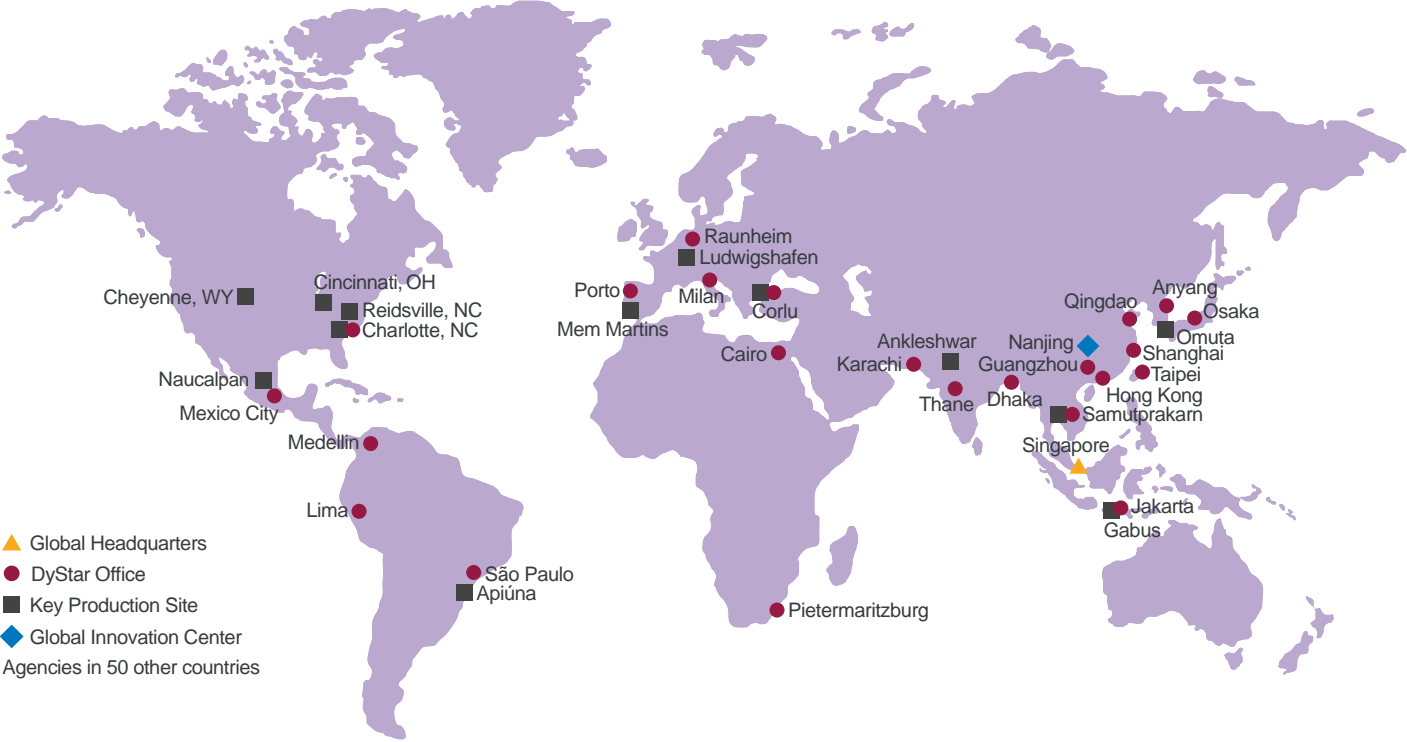 Cheyenne, WY
Cincinnati, OH
Reidsville, NC
Charlotte, NC
Naucalpan
Mexico City
Medellin
Lima
São Paulo
Apiúna
Raunheim
Ludwigshafen
Porto
Milan
Corlu
Mem Martins
Cairo
Pietermaritzburg
Karachi
Ankleshwar
Thane
Dhaka
Qingdao
Anyang
Osaka
Omuta
Nanjing
Shanghai
Guangzhou
Taipei
Hong Kong
Samutprakarn
Singapore
Jakarta
Gabus
Global Headquarters
DyStar Office
Key Production Site
Global Innovation Center
Agencies in 50 other countries